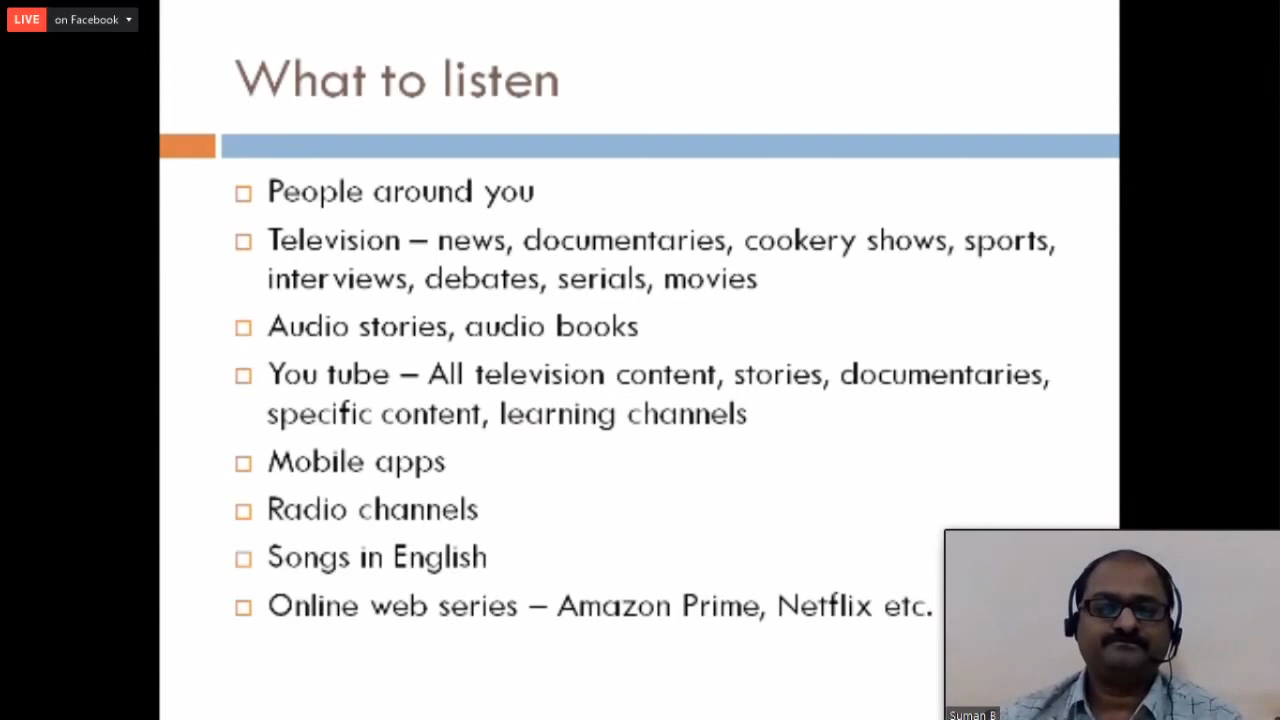 LIVE on Facebook
What to listen
People around you
Television – news, documentaries, cookery shows, sports,
interviews, debates, serials, movies
Audio stories, audio books
You tube – All television content, stories, documentaries,
specific content, learning channels
Mobile apps
Radio channels
Songs in English
Online web series – Amazon Prime, Netflix etc.
Suman B